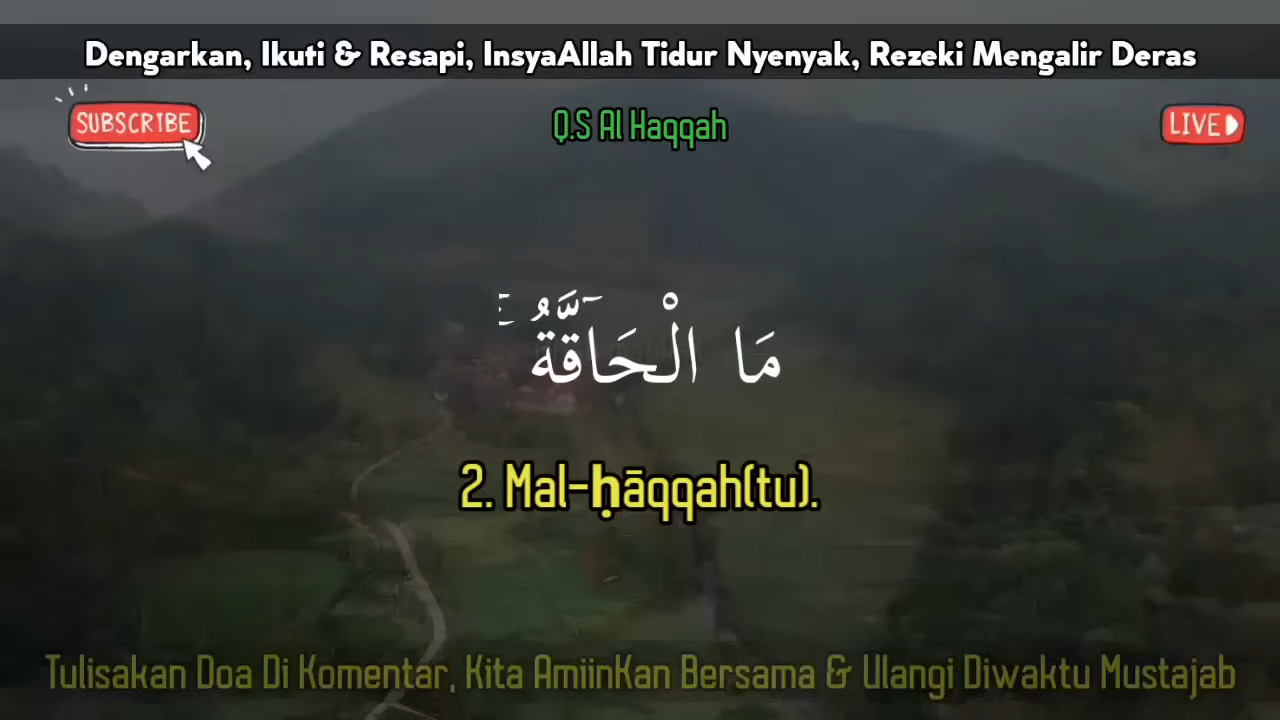 Dengarkan, Ikuti & Resapi, InsyaAllah Tidur Nyenyak, Rezeki Mengalir Deras
SUBSCRIBE
Q.S Al Haqqah
LIVE
مَا الْحَاۤقَّةُ ۚ
2. Mal-ḥāqqah(tu).
Tulisakan Doa Di Komentar, Kita AmiinKan Bersama & Ulangi Diwaktu Mustajab